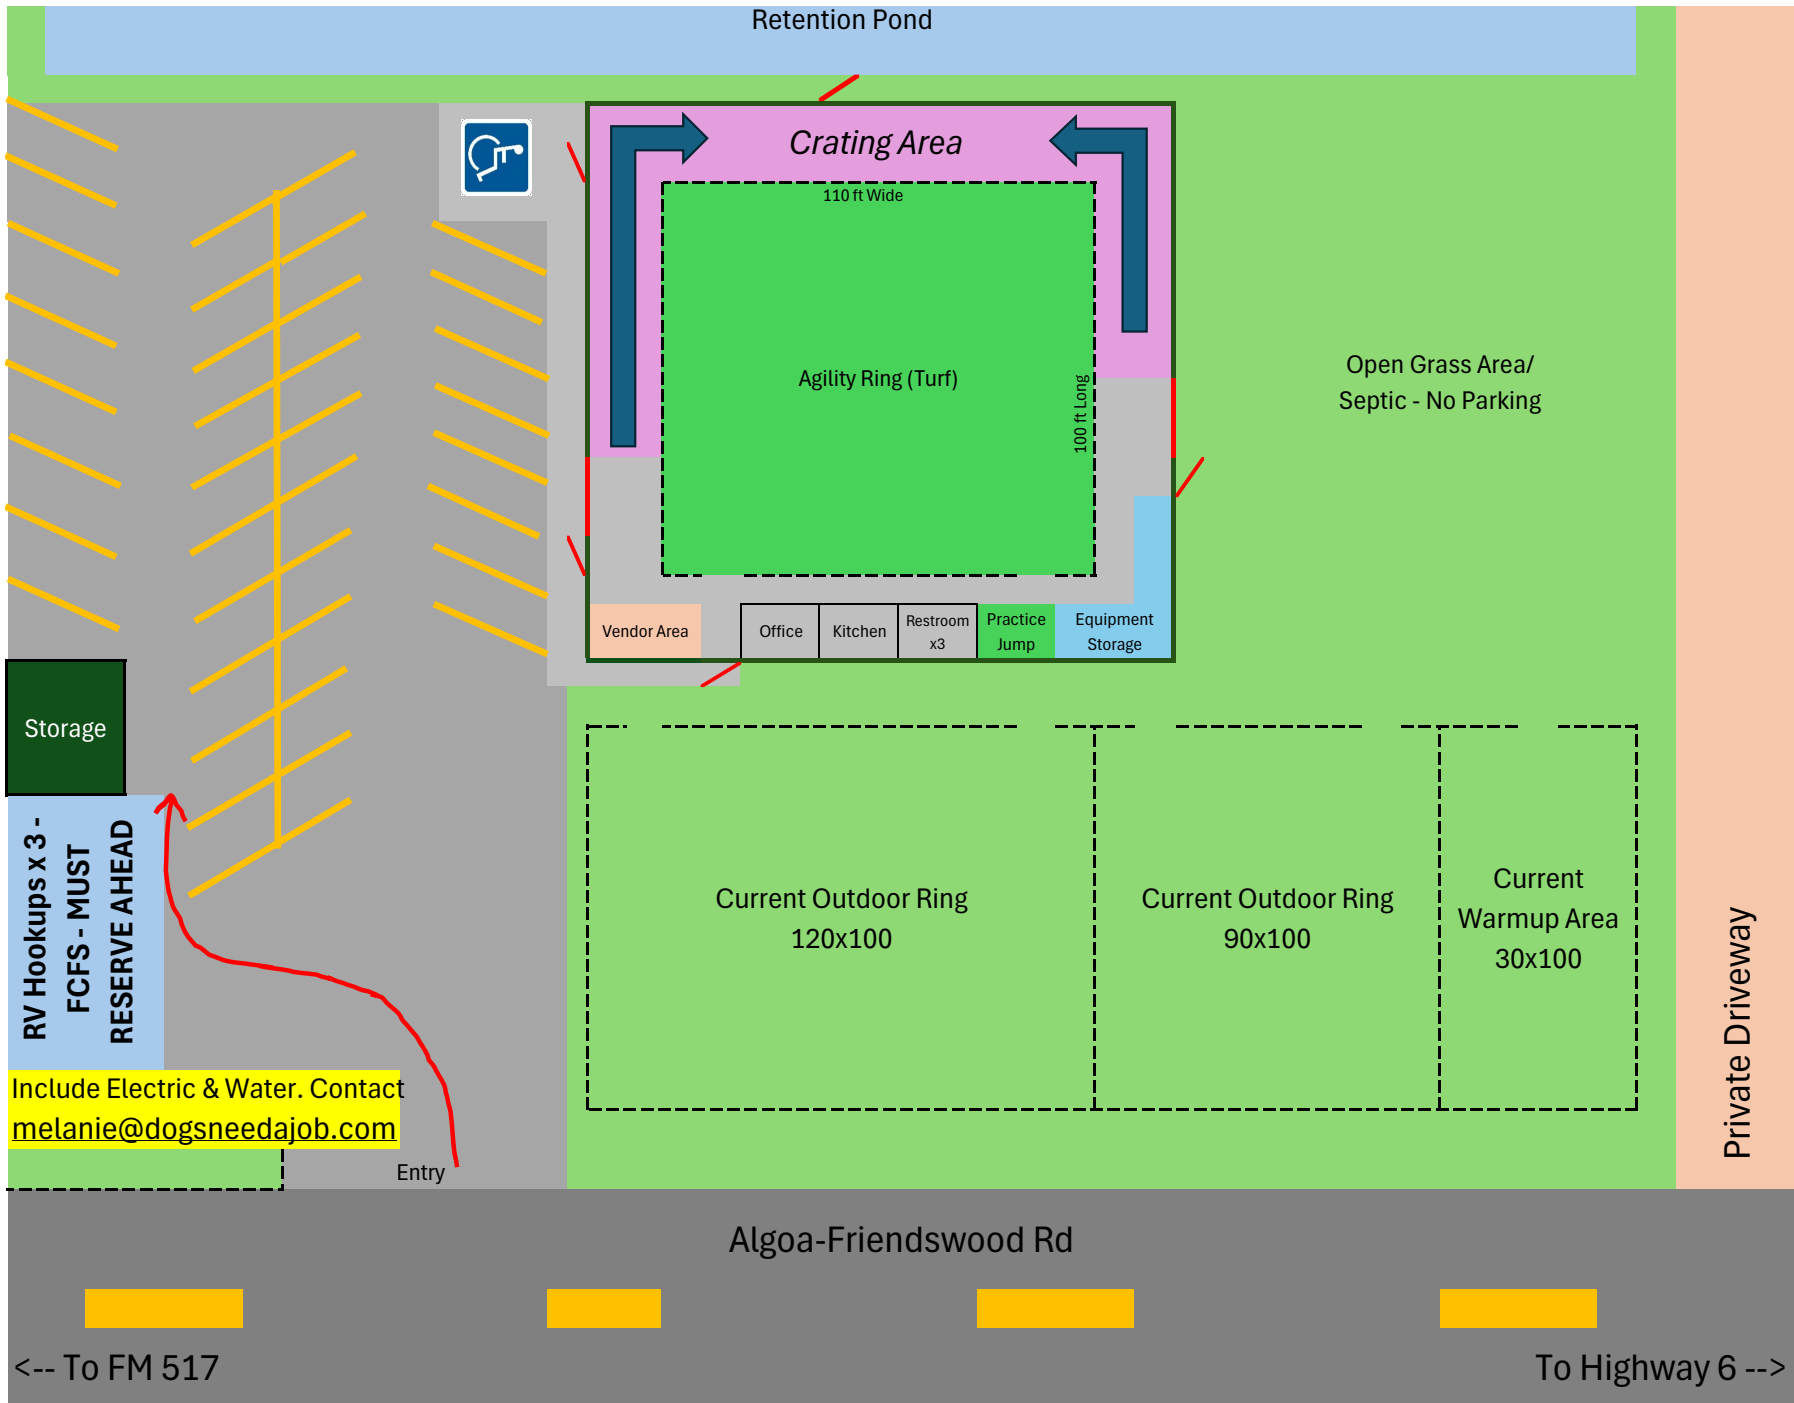 Retention Pond
Crating Area
110 ft Wide
Agility Ring (Turf)
100 ft Long
Open Grass Area/
Septic - No Parking
Vendor Area
Office
Kitchen
Restroom
x3
Practice
Jump
Equipment
Storage
Storage
RV Hookups x 3 -
FCFS - MUST
RESERVE AHEAD
Current Outdoor Ring
120x100
Current Outdoor Ring
90x100
Current
Warmup Area
30x100
Private Driveway
Include Electric & Water. Contact
melanie@dogsneedajob.com
Entry
Algoa-Friendswood Rd
<-- To FM 517
To Highway 6 -->